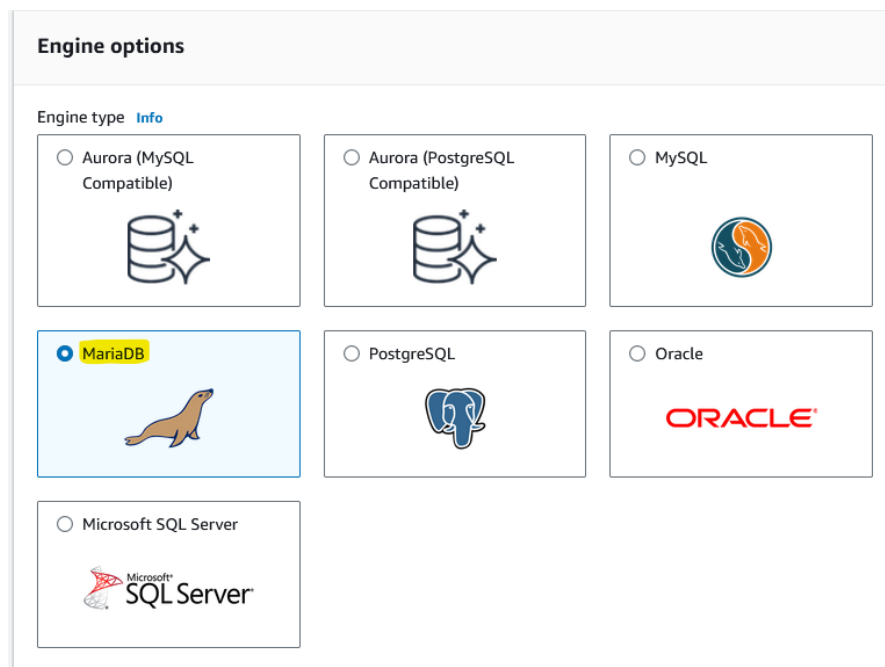 Engine options
Engine type Info
Aurora (MySQL
Compatible)
Aurora (PostgreSQL
Compatible)
MySQL
MariaDB
PostgreSQL
Oracle
ORACLE
Microsoft SQL Server
Microsoft
SQL Server